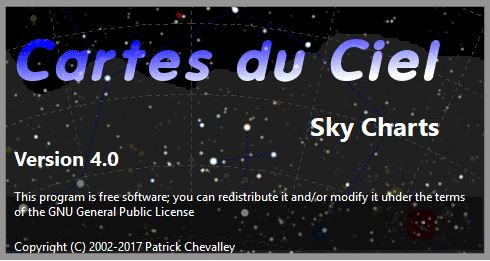 Cartes du Ciel
Sky Charts
Version 4.0
This program is free software; you can redistribute it and/or modify it under the terms
of the GNU General Public License
Copyright (C) 2002-2017 Patrick Chevalley